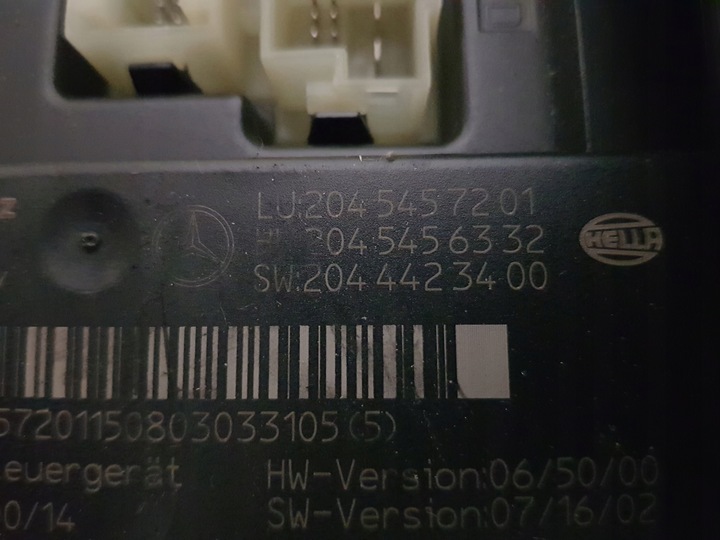 LU:204 545 72 01
204 545 63 32
HELLA
SW:204 442 34 00
57201150803033105(5)
euergerät HW-Version:06/50/00
0/14 SW-Version:07/16/02